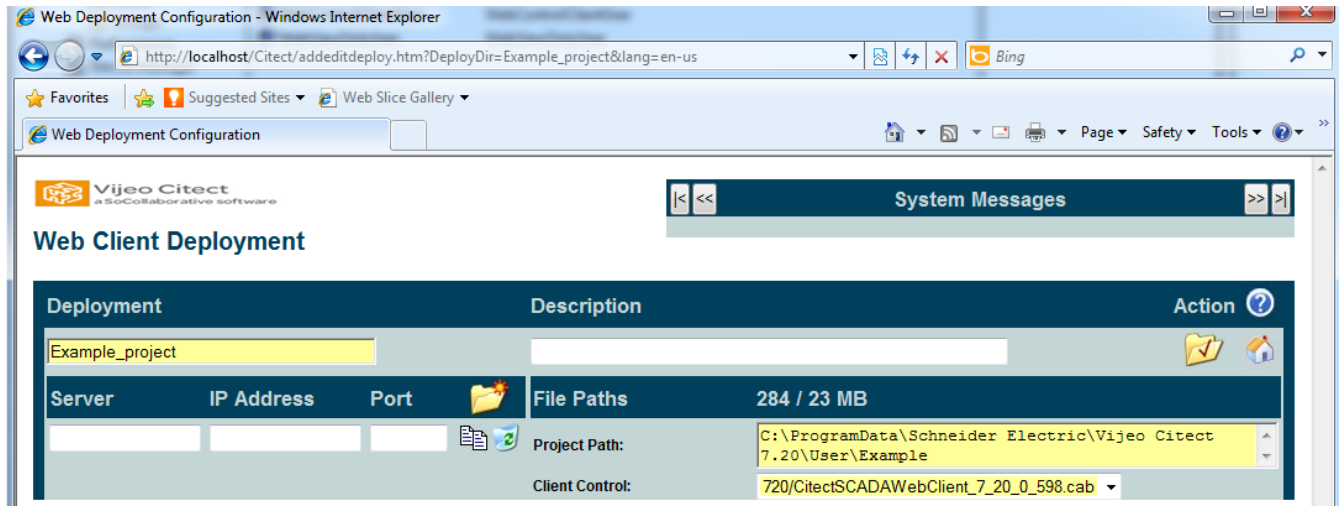 Web Deployment Configuration - Windows Internet Explorer
http://localhost/Citect/addeditdeploy.htm?DeployDir=Example_project&lang=en-us
Bing
Favorites Suggested Sites Web Slice Gallery
Web Deployment Configuration Page Safety Tools >>
Vijeo Citect
a SoCollaborative software
|< << System Messages >> >|
Web Client Deployment
Deployment Description Action ?
Example_project
Server IP Address Port File Paths 284 / 23 MB
Project Path: C:\ProgramData\Schneider Electric\Vijeo Citect
7.20\User\Example
Client Control: 720/CitectSCADAWebClient_7_20_0_598.cab